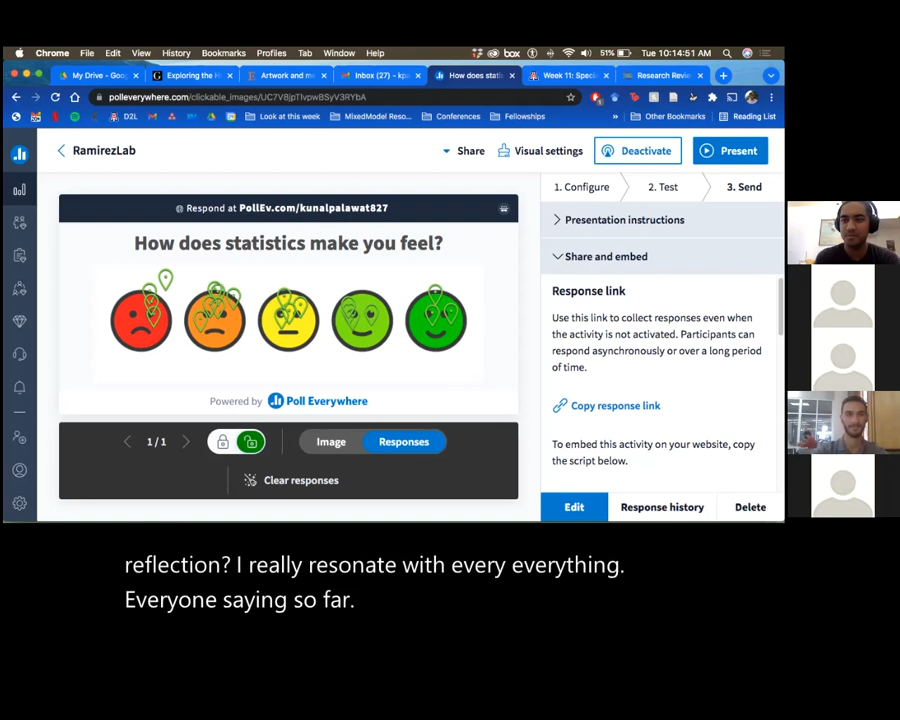 Chrome File Edit View History Bookmarks Profiles Tab Window Help
box 51% Tue 10:14:51 AM
My Drive - Goog Exploring the H Artwork and me Inbox (27) - kpa How does statis Week 11: Speci Research Revie
polleverywhere.com/clickable_images/UC7V8jpTlvpwBSyV3RYbA
D2L Look at this week MixedModel Reso... Conferences Fellowships » Other Bookmarks Reading List
RamirezLab Share Visual settings Deactivate Present
1. Configure 2. Test 3. Send
@ Respond at PollEv.com/kunalpalawat827
How does statistics make you feel?
Powered by Poll Everywhere
1 / 1 Image Responses
Clear responses
Presentation instructions
Share and embed
Response link
Use this link to collect responses even when
the activity is not activated. Participants can
respond asynchronously or over a long period
of time.
Copy response link
To embed this activity on your website, copy
the script below.
Edit Response history Delete
reflection? I really resonate with every everything.
Everyone saying so far.